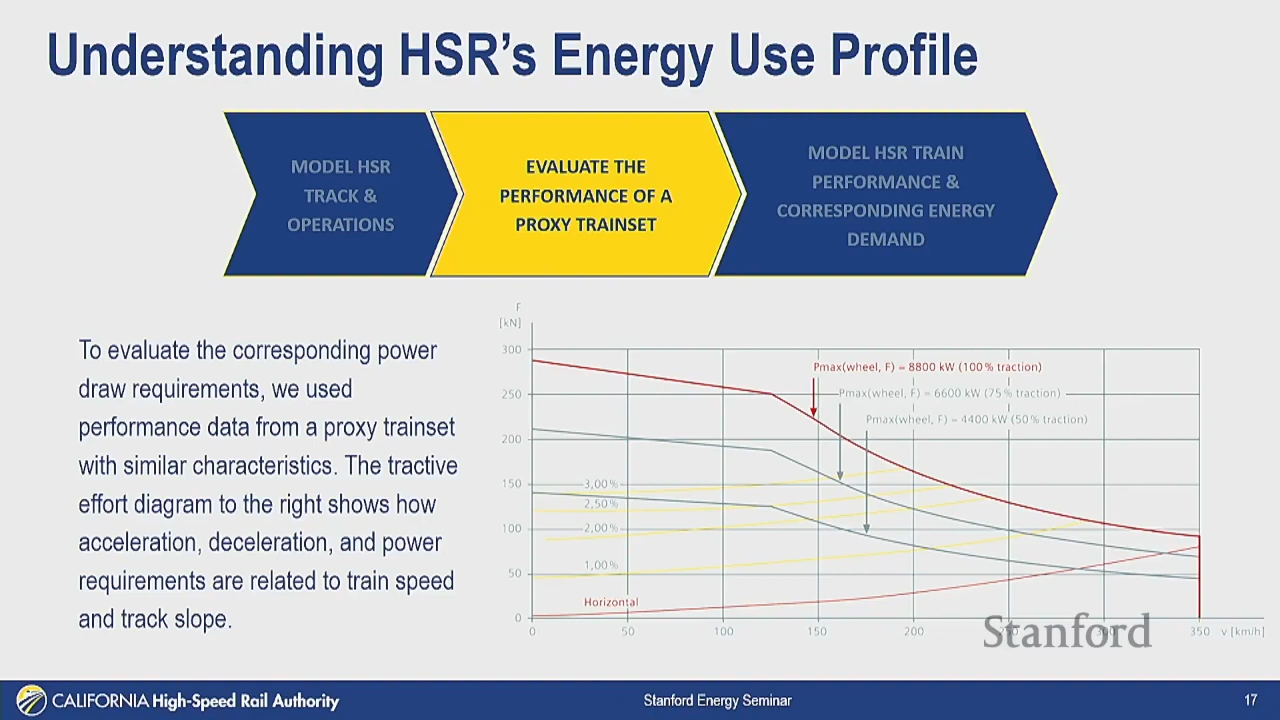 Understanding HSR's Energy Use Profile
MODEL HSR
TRACK &
OPERATIONS
EVALUATE THE
PERFORMANCE OF A
PROXY TRAINSET
MODEL HSR TRAIN
PERFORMANCE &
CORRESPONDING ENERGY
DEMAND
To evaluate the corresponding power
draw requirements, we used
performance data from a proxy trainset
with similar characteristics. The tractive
effort diagram to the right shows how
acceleration, deceleration, and power
requirements are related to train speed
and track slope.
F
[kN]
300
250
200
150
100
50
0
Pmax(wheel, F) = 8800 kW (100% traction)
Pmax(wheel, F) = 6600 kW (75% traction)
Pmax(wheel, F) = 4400 kW (50% traction)
3,00%
2,50%
2,00%
1,00%
Horizontal
0 50 100 150 200 250 300 350 v [km/h]
Stanford
CALIFORNIA High-Speed Rail Authority
Stanford Energy Seminar
17